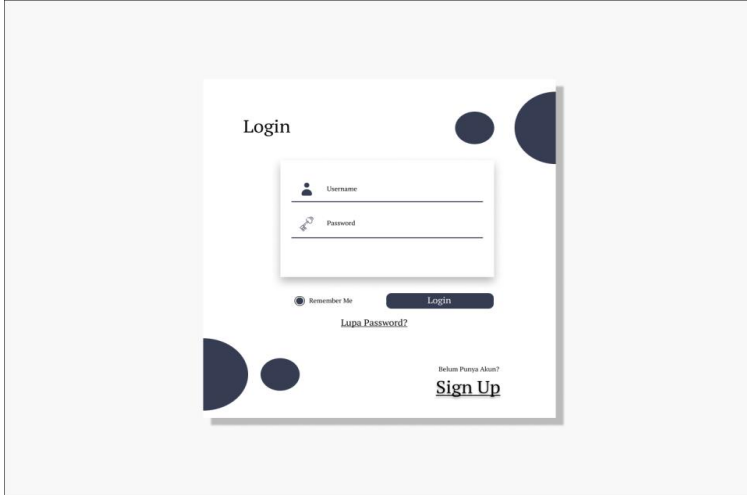 Login
Username
Password
Remember Me
Login
Lupa Password?
Belum Punya Akun?
Sign Up